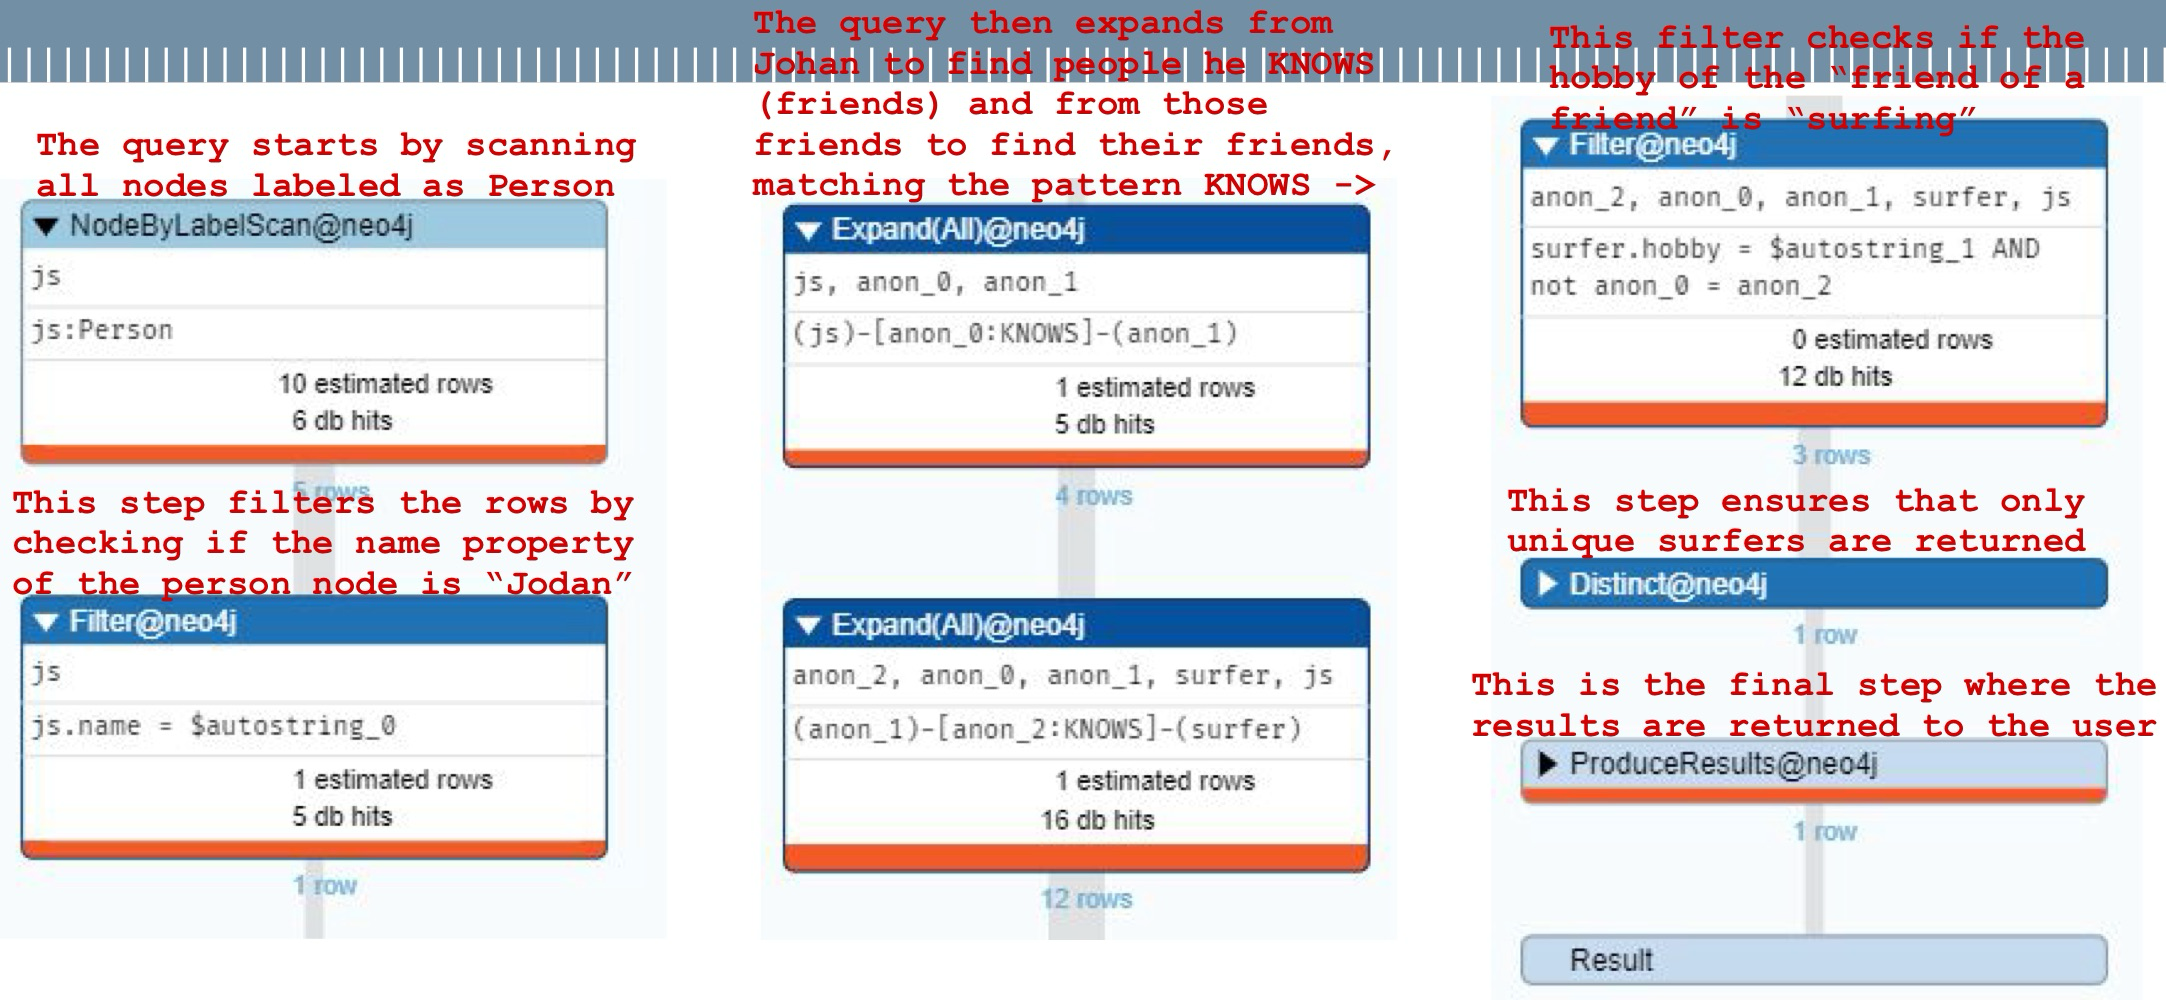 The query starts by scanning
all nodes labeled as Person
NodeByLabelScan@neo4j
js
js:Person
10 estimated rows
6 db hits
5 rows
This step filters the rows by
checking if the name property
of the person node is “Jodan”
Filter@neo4j
js
js.name = $autostring_0
1 estimated rows
5 db hits
1 row
The query then expands from
Johan to find people he KNOWS
(friends) and from those
friends to find their friends,
matching the pattern KNOWS ->
Expand(All)@neo4j
js, anon_0, anon_1
(js)-[anon_0:KNOWS]-(anon_1)
1 estimated rows
5 db hits
4 rows
Expand(All)@neo4j
anon_2, anon_0, anon_1, surfer, js
(anon_1)-[anon_2:KNOWS]-(surfer)
1 estimated rows
16 db hits
12 rows
This filter checks if the
hobby of the “friend of a
friend” is “surfing”
Filter@neo4j
anon_2, anon_0, anon_1, surfer, js
surfer.hobby = $autostring_1 AND
not anon_0 = anon_2
0 estimated rows
12 db hits
3 rows
This step ensures that only
unique surfers are returned
Distinct@neo4j
1 row
This is the final step where the
results are returned to the user
ProduceResults@neo4j
1 row
Result